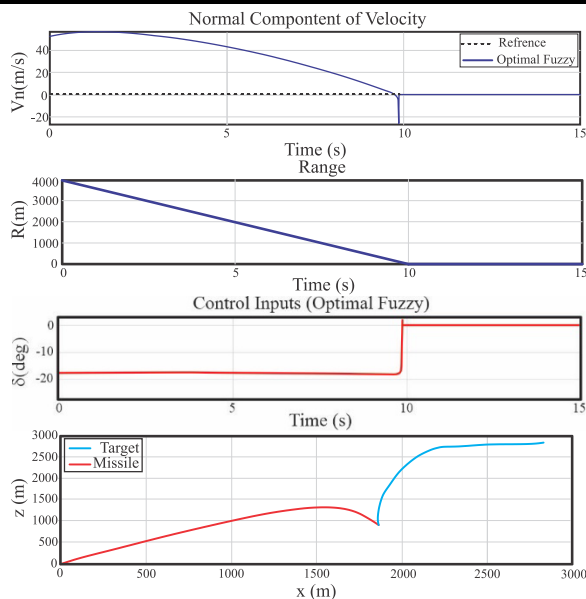 Normal Compontent of Velocity
Vn(m/s)
40
20
0
-20
Refrence
Optimal Fuzzy
0 5 10 15
Time (s)
Range
R(m)
4000
3000
2000
1000
0
0 5 10 15
Time (s)
Control Inputs (Optimal Fuzzy)
δ(deg)
0
-10
-20
0 5 10 15
Time (s)
z (m)
3000
2500
2000
1500
1000
500
0
Target
Missile
0 500 1000 1500 2000 2500 3000
x (m)